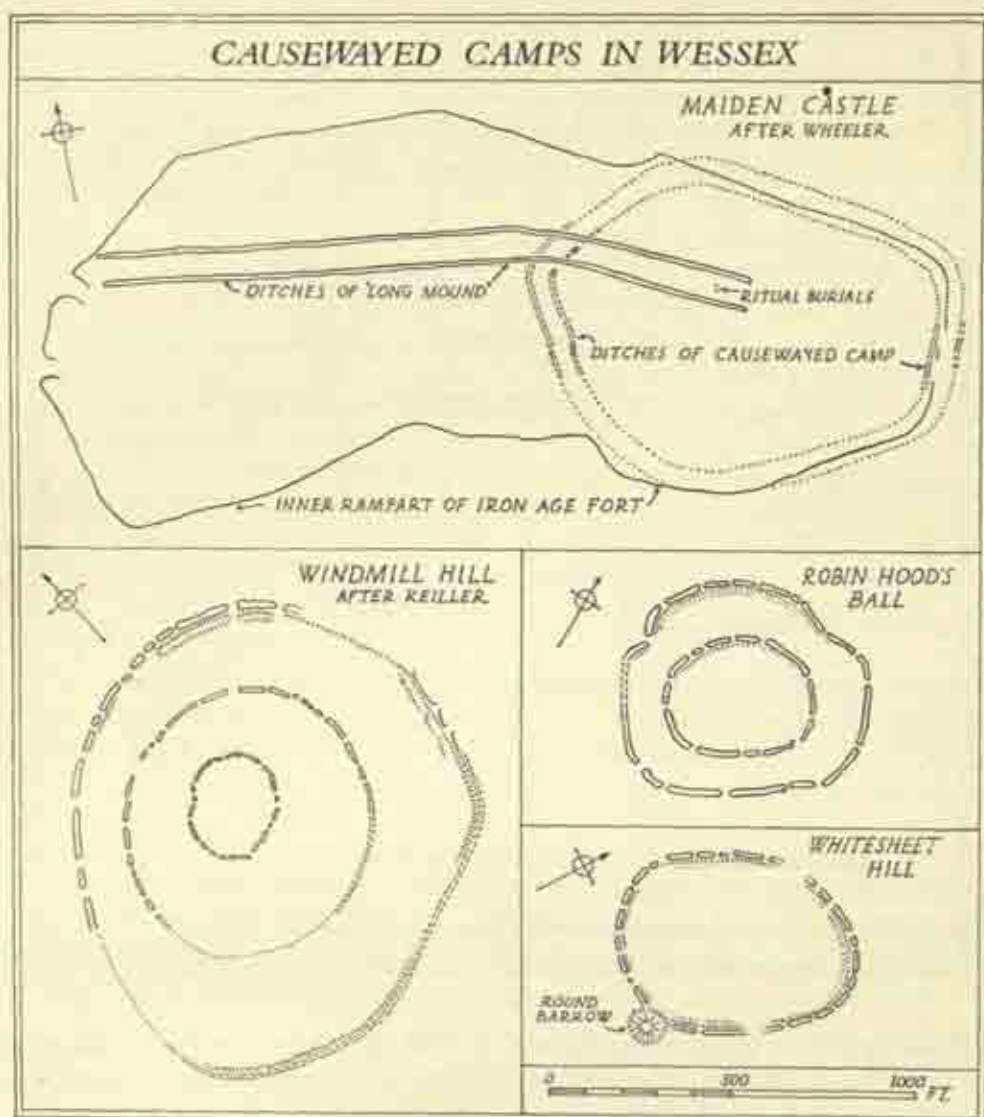 CAUSEWAYED CAMPS IN WESSEX
MAIDEN CASTLE
AFTER WHEELER
DITCHES OF LONG MOUND
RITUAL BURIALS
DITCHES OF CAUSEWAYED CAMP
INNER RAMPART OF IRON AGE FORT
WINDMILL HILL
AFTER KEILLER
ROBIN HOOD'S
BALL
WHITESHEET
HILL
ROUND
BARROW
0 500 1000 FT.